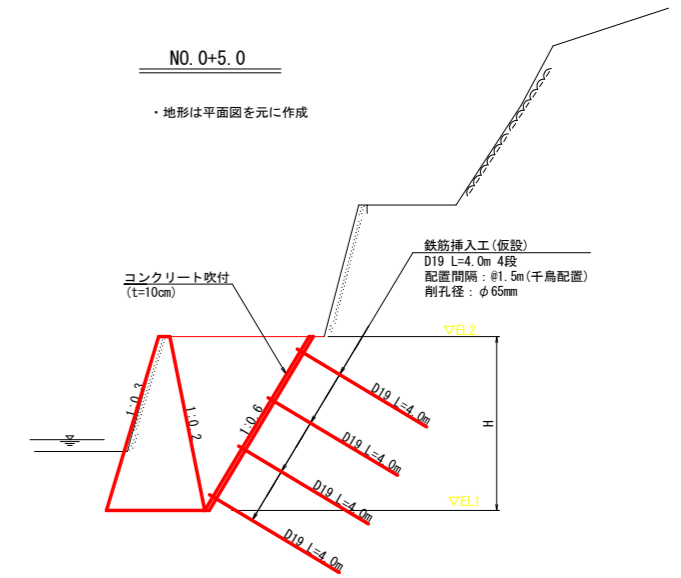 NO.0+5.0
・地形は平面図を元に作成
鉄筋挿入工(仮設)
D19 L=4.0m 4段
配置間隔：@1.5m(千鳥配置)
削孔径：φ65mm
コンクリート吹付
(t=10cm)
▽EL2
1:0.3
1:0.2
1:0.6
D19 L=4.0m
D19 L=4.0m
D19 L=4.0m
D19 L=4.0m
H
▽EL1